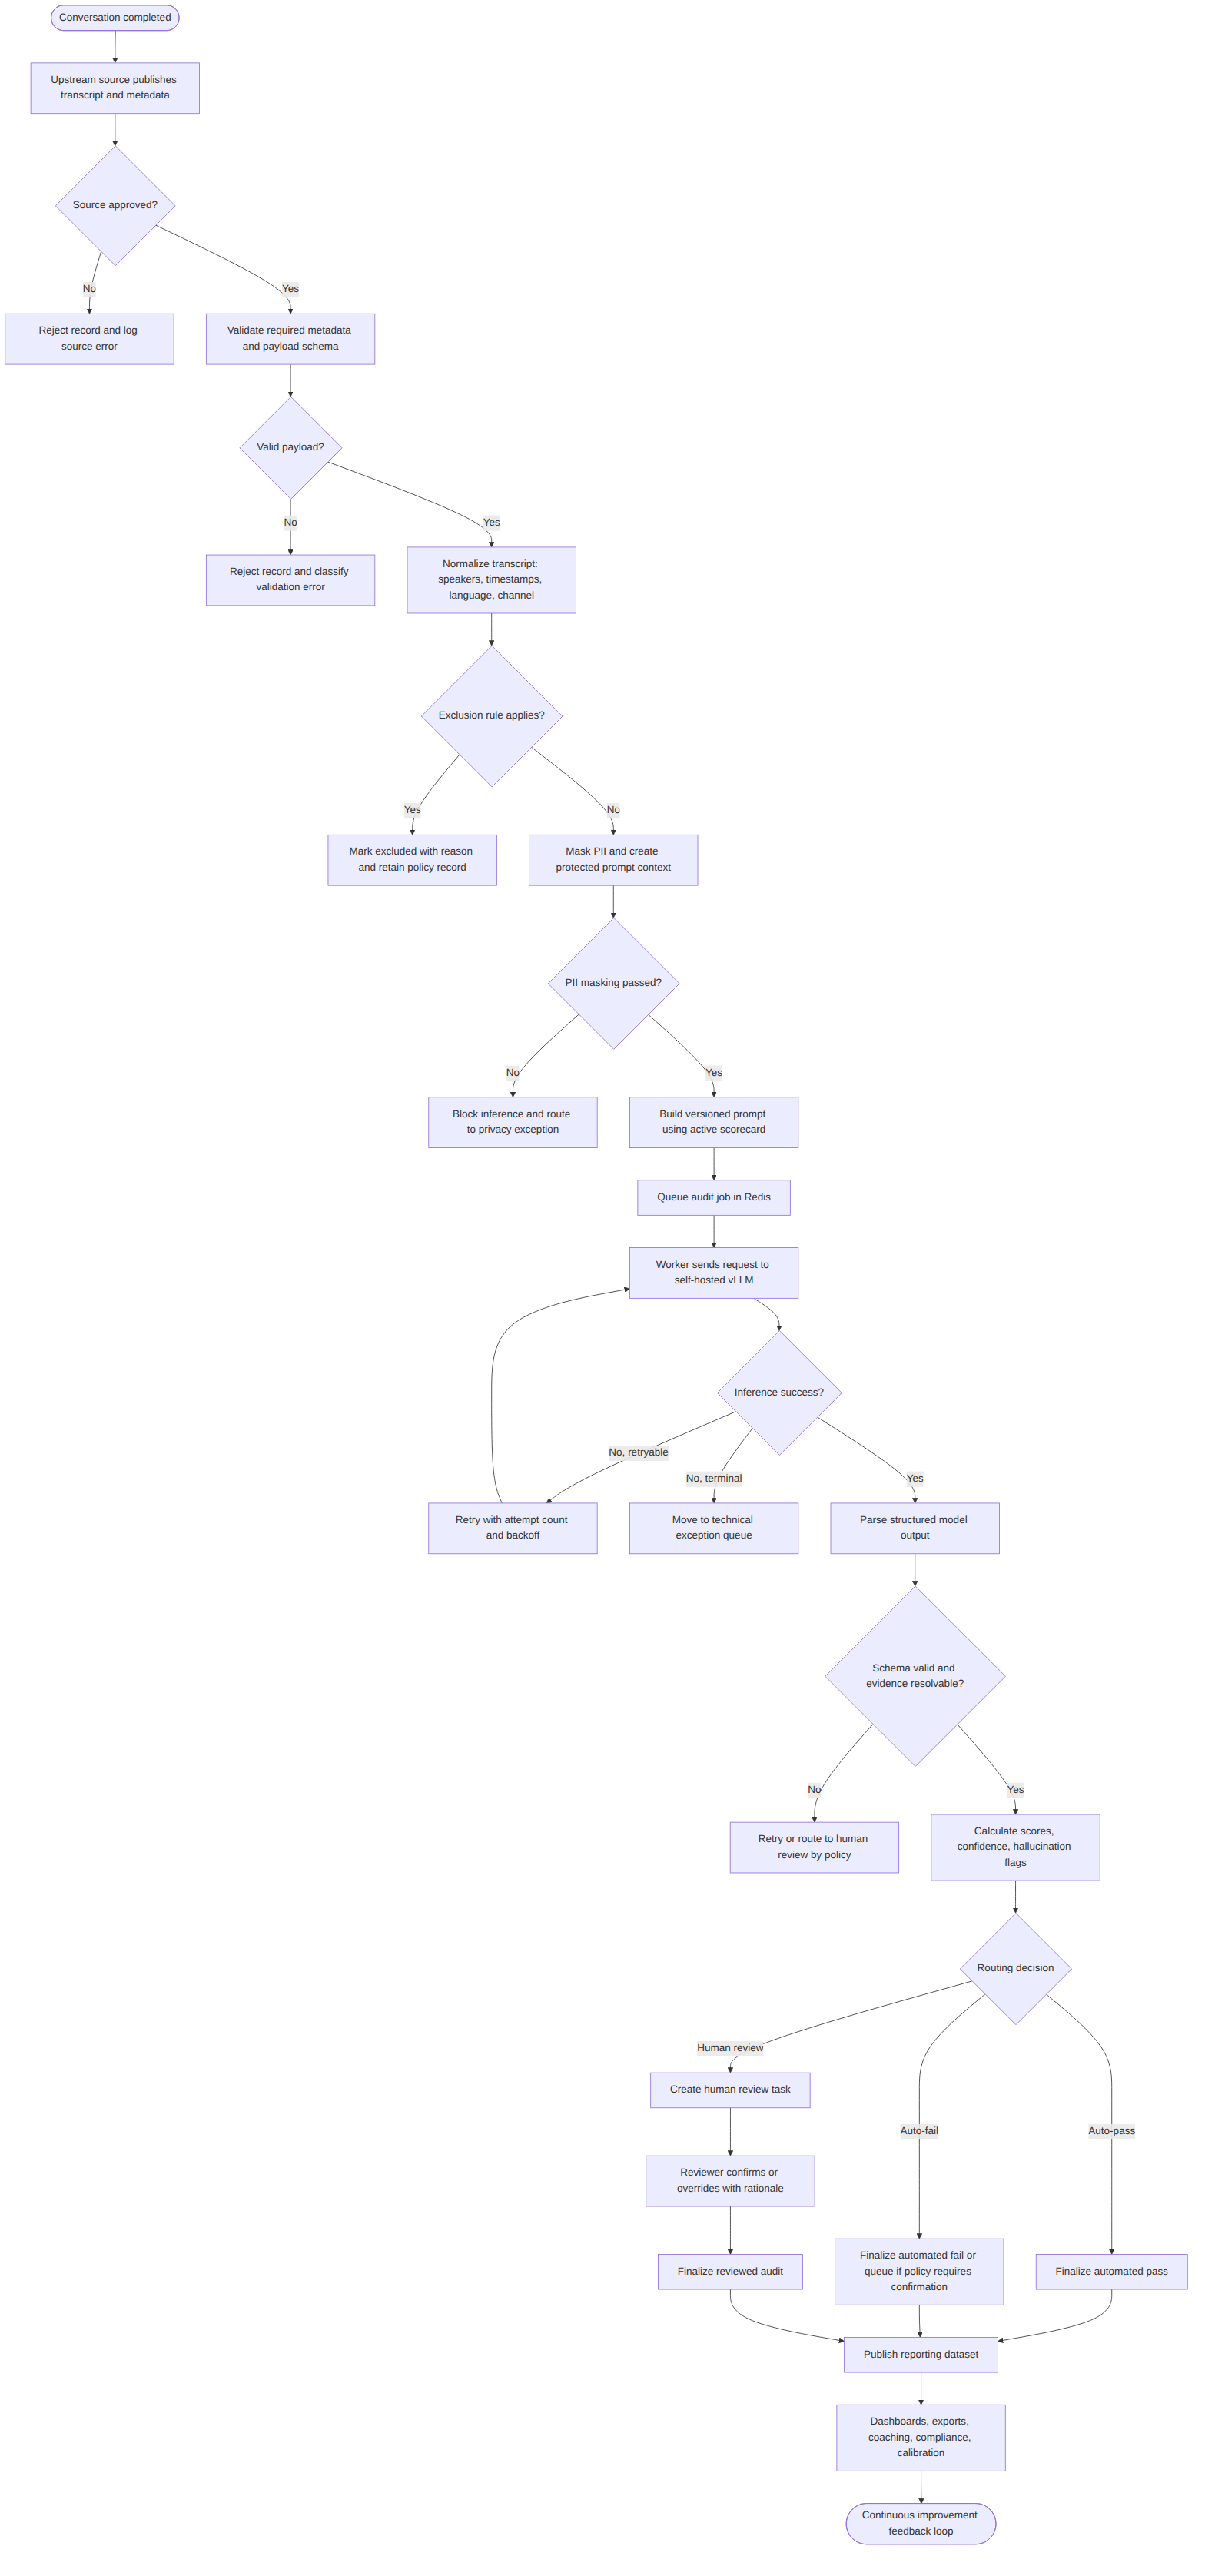 Conversation completed
Upstream source publishes
transcript and metadata
Source approved?
No
Yes
Reject record and log
source error
Validate required metadata
and payload schema
Valid payload?
No
Yes
Reject record and classify
validation error
Normalize transcript:
speakers, timestamps,
language, channel
Exclusion rule applies?
Yes
No
Mark excluded with reason
and retain policy record
Mask PII and create
protected prompt context
PII masking passed?
No
Yes
Block inference and route
to privacy exception
Build versioned prompt
using active scorecard
Queue audit job in Redis
Worker sends request to
self-hosted vLLM
Inference success?
No, retryable
No, terminal
Yes
Retry with attempt count
and backoff
Move to technical
exception queue
Parse structured model
output
Schema valid and
evidence resolvable?
No
Yes
Retry or route to human
review by policy
Calculate scores,
confidence, hallucination
flags
Routing decision
Human review
Create human review task
Auto-fail
Auto-pass
Reviewer confirms or
overrides with rationale
Finalize reviewed audit
Finalize automated fail or
queue if policy requires
confirmation
Finalize automated pass
Publish reporting dataset
Dashboards, exports,
coaching, compliance,
calibration
Continuous improvement
feedback loop